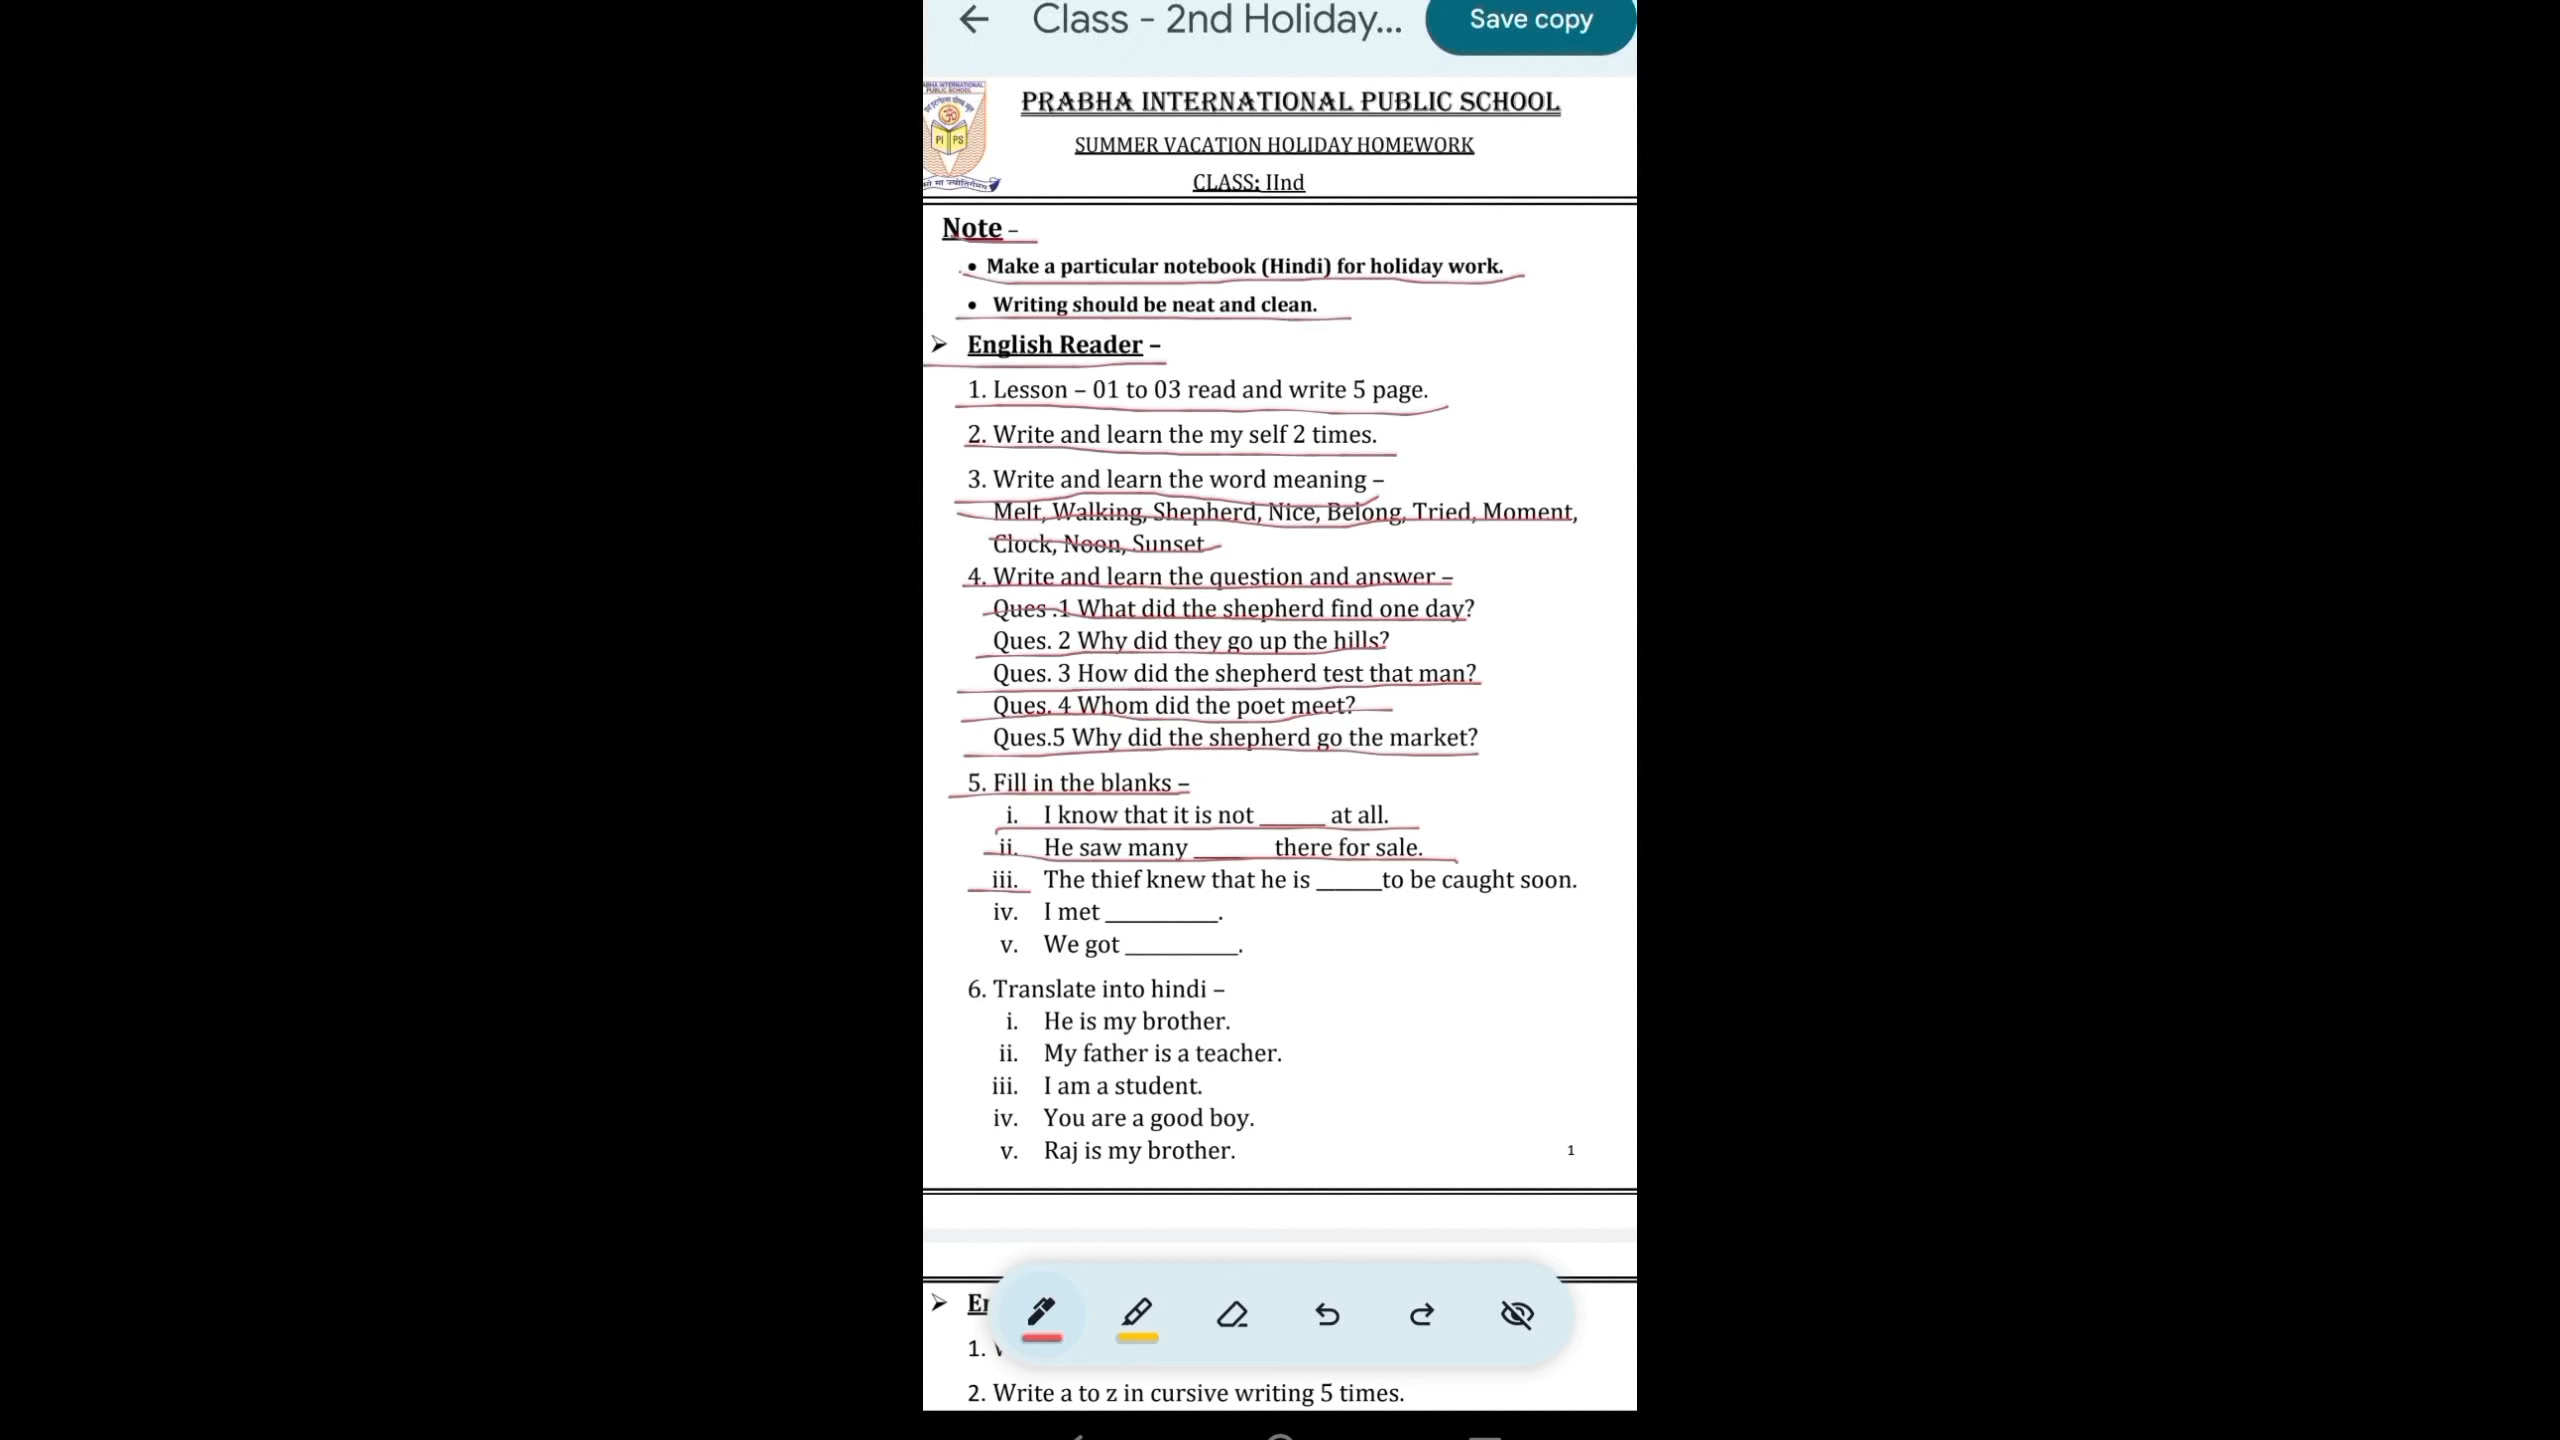 Class - 2nd Holiday...
Save copy
PUBLIC SCHOOL
PI PS
PRABHA INTERNATIONAL PUBLIC SCHOOL
SUMMER VACATION HOLIDAY HOMEWORK
CLASS: IInd
Note –
• Make a particular notebook (Hindi) for holiday work.
• Writing should be neat and clean.
➢ English Reader –
1. Lesson – 01 to 03 read and write 5 page.
2. Write and learn the my self 2 times.
3. Write and learn the word meaning –
Melt, Walking, Shepherd, Nice, Belong, Tried, Moment,
Clock, Noon, Sunset
4. Write and learn the question and answer –
Ques .1 What did the shepherd find one day?
Ques. 2 Why did they go up the hills?
Ques. 3 How did the shepherd test that man?
Ques. 4 Whom did the poet meet?
Ques.5 Why did the shepherd go the market?
5. Fill in the blanks –
i. I know that it is not ______ at all.
ii. He saw many _______ there for sale.
iii. The thief knew that he is ______to be caught soon.
iv. I met __________.
v. We got __________.
6. Translate into hindi –
i. He is my brother.
ii. My father is a teacher.
iii. I am a student.
iv. You are a good boy.
v. Raj is my brother.
1
➢
1.
2. Write a to z in cursive writing 5 times.